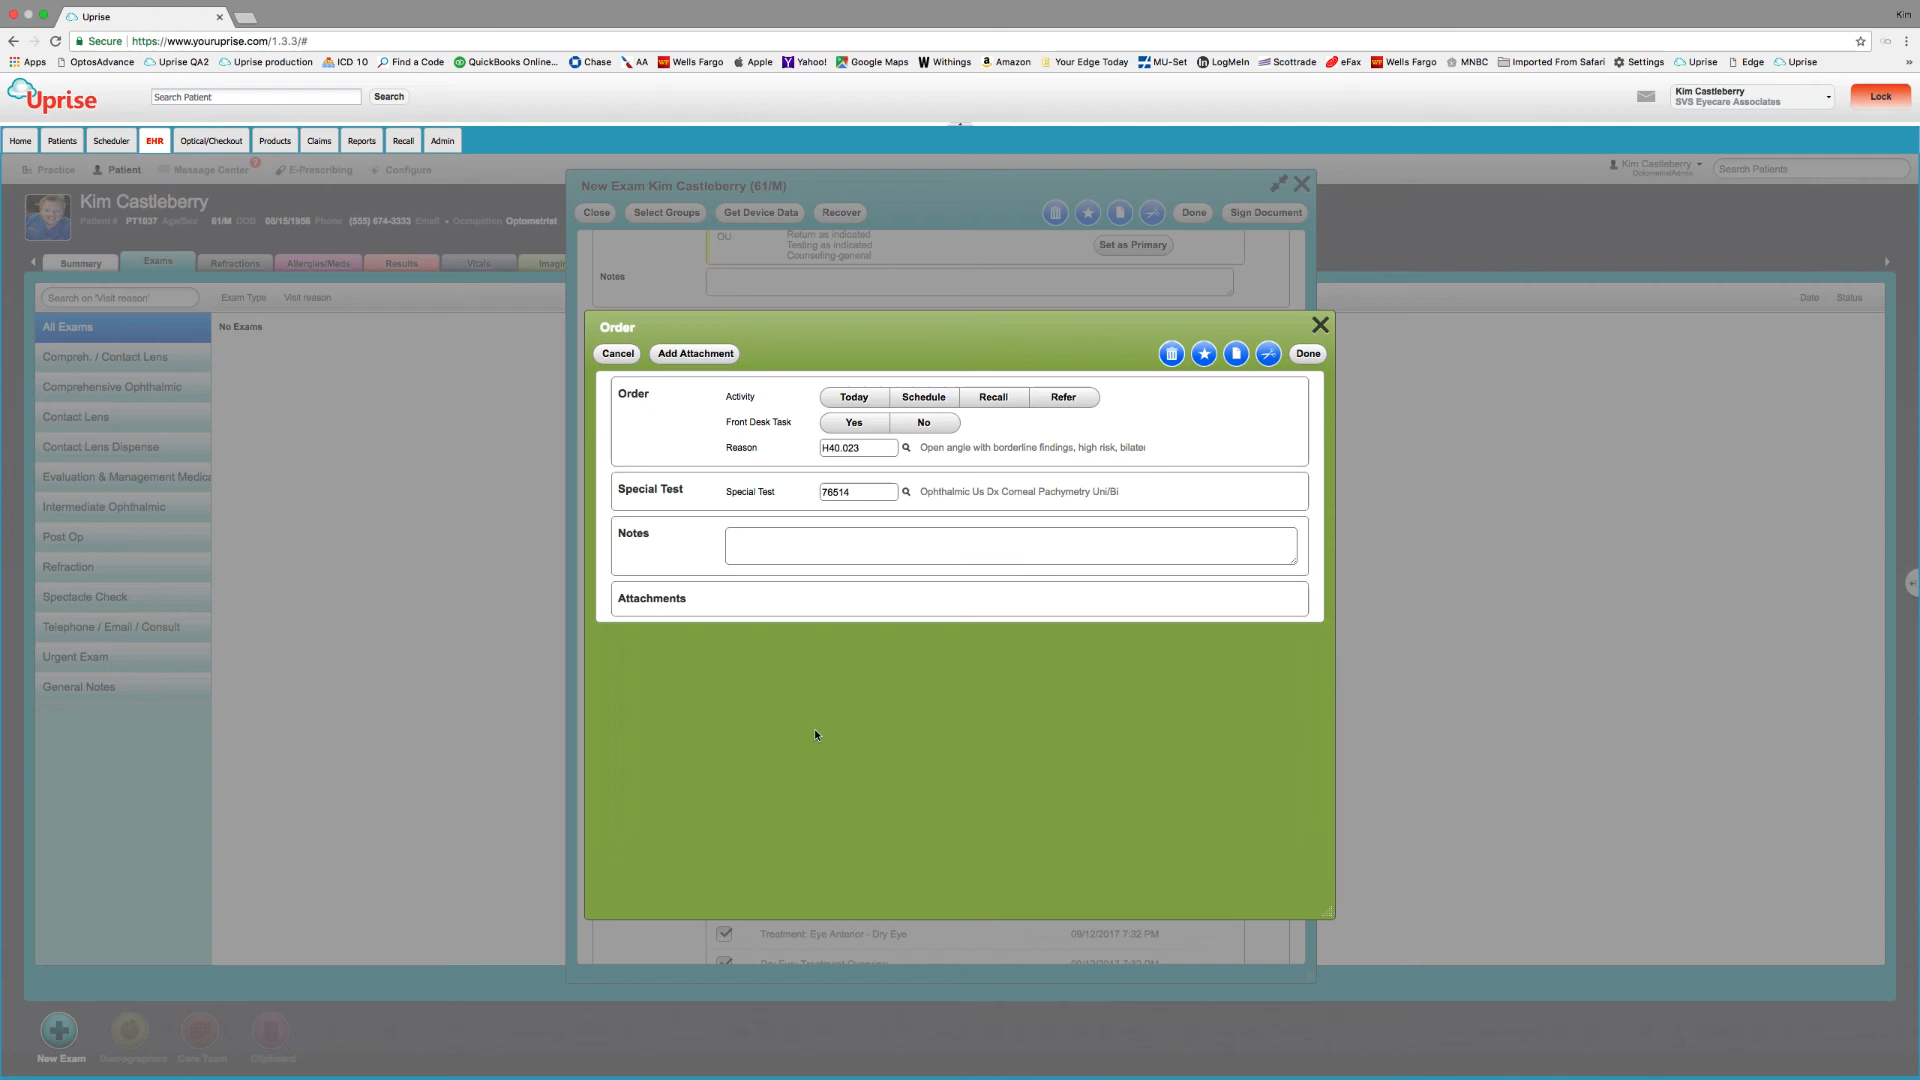 Uprise
Kim
Secure https://www.youruprise.com/1.3.3/#
Apps OptosAdvance Uprise QA2 Uprise production ICD 10 Find a Code QuickBooks Online... Chase AA Wells Fargo Apple Yahoo! Google Maps Withings Amazon Your Edge Today MU-Set LogMeIn Scottrade eFax Wells Fargo MNBC Imported From Safari Settings Uprise Edge Uprise
Uprise
Search Patient Search
Kim Castleberry
SVS Eyecare Associates
Lock
Home Patients Scheduler EHR Optical/Checkout Products Claims Reports Recall Admin
Practice Patient Message Center ? E-Prescribing Configure
Kim Castleberry
Search Patients
Kim Castleberry
Patient # PT1037 Age/Sex 61/M DOB 08/15/1956 Phone (555) 674-3333 Email - Occupation Optometrist
Summary Exams Refractions Allergies/Meds Results Vitals Imagin
Search on 'Visit reason' Exam Type Visit reason Date Status
All Exams
No Exams
Compreh. / Contact Lens
Comprehensive Ophthalmic
Contact Lens
Contact Lens Dispense
Evaluation & Management Medica
Intermediate Ophthalmic
Post Op
Refraction
Spectacle Check
Telephone / Email / Consult
Urgent Exam
General Notes
New Exam Kim Castleberry (61/M)
Close Select Groups Get Device Data Recover Done Sign Document
OU
Return as indicated
Testing as indicated
Counseling-general
Set as Primary
Notes
Order
Cancel Add Attachment Done
Order Activity Today Schedule Recall Refer
Front Desk Task Yes No
Reason H40.023 Open angle with borderline findings, high risk, bilater
Special Test Special Test 76514 Ophthalmic Us Dx Corneal Pachymetry Uni/Bi
Notes
Attachments
Treatment: Eye Anterior - Dry Eye 09/12/2017 7:32 PM
New Exam Demographics Care Team Clipboard